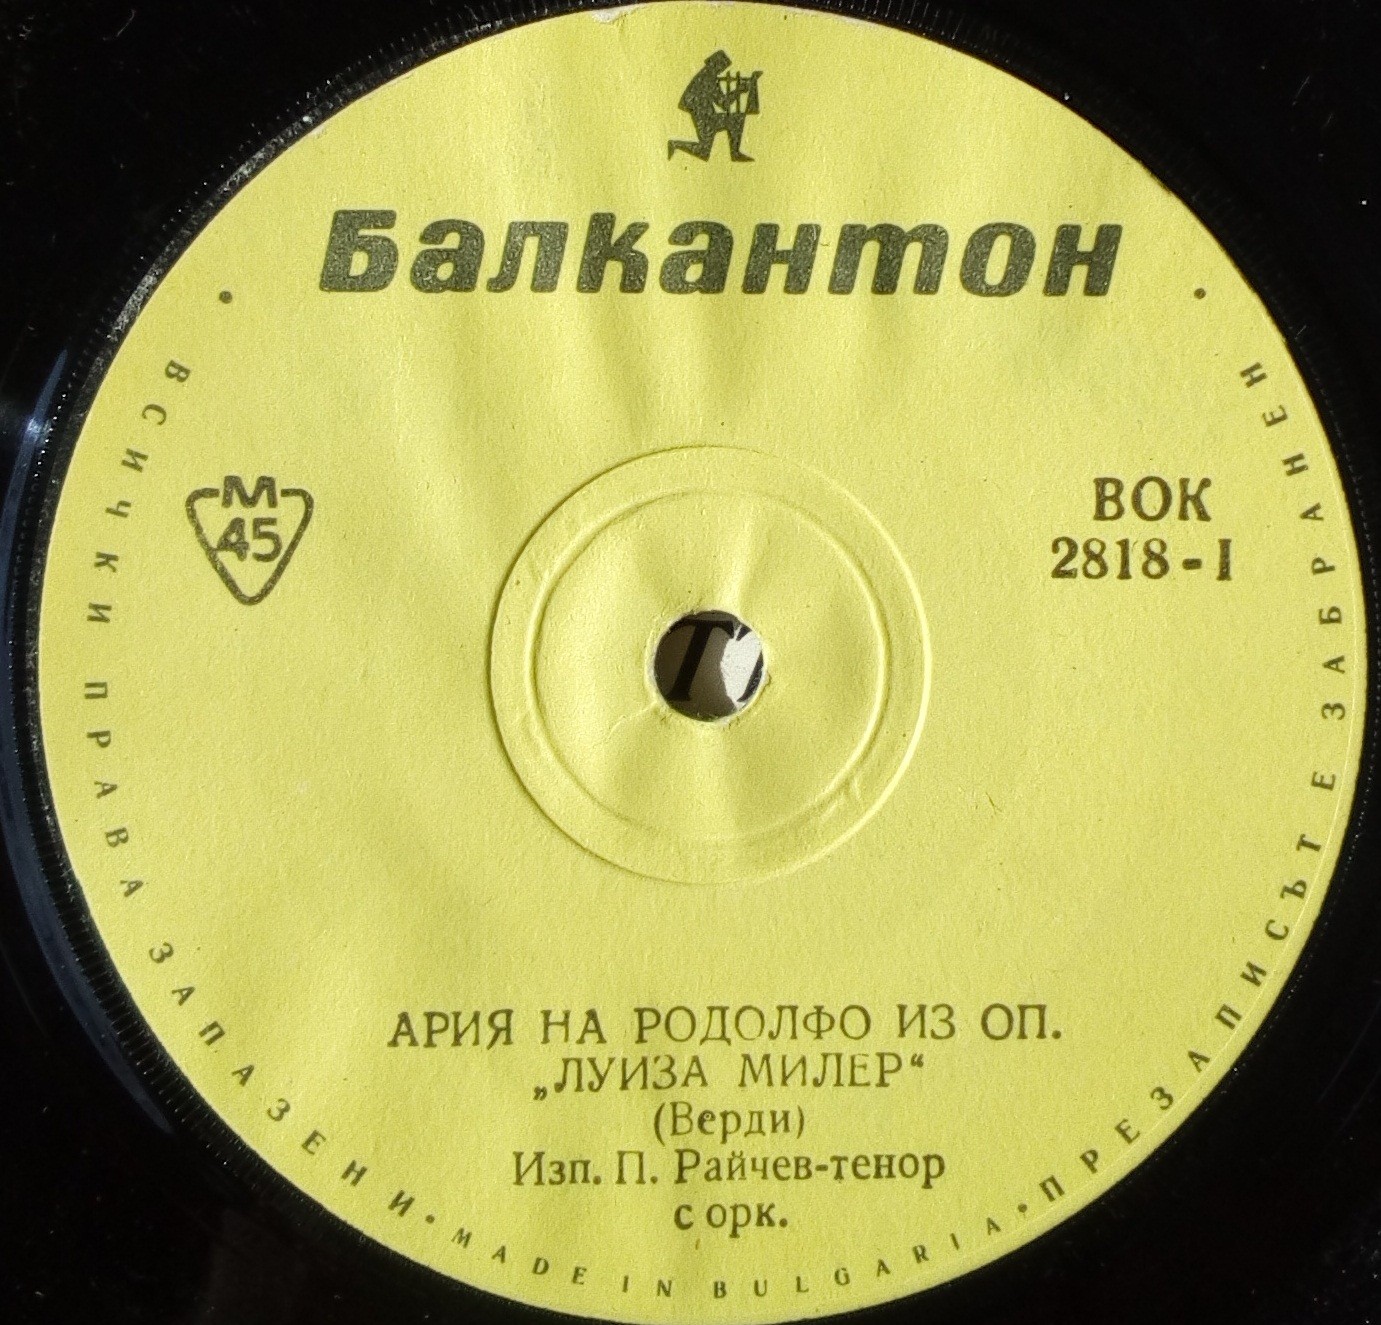 Балкантон
М
45
ВОК
2818-I
АРИЯ НА РОДОЛФО ИЗ ОП.
„ЛУИЗА МИЛЕР“
(Верди)
Изп. П. Райчев-тенор
с орк.
• ВСИЧКИ ПРАВА ЗАПАЗЕНИ • MADE IN BULGARIA • ПРЕЗАПИСЪТ Е ЗАБРАНЕН •